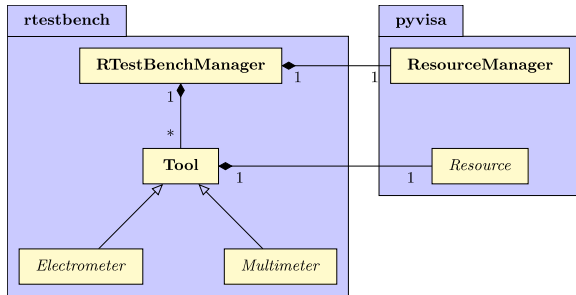 rtestbench
pyvisa
RTestBenchManager
1
1
ResourceManager
1
*
Tool
1
1
Resource
Electrometer
Multimeter